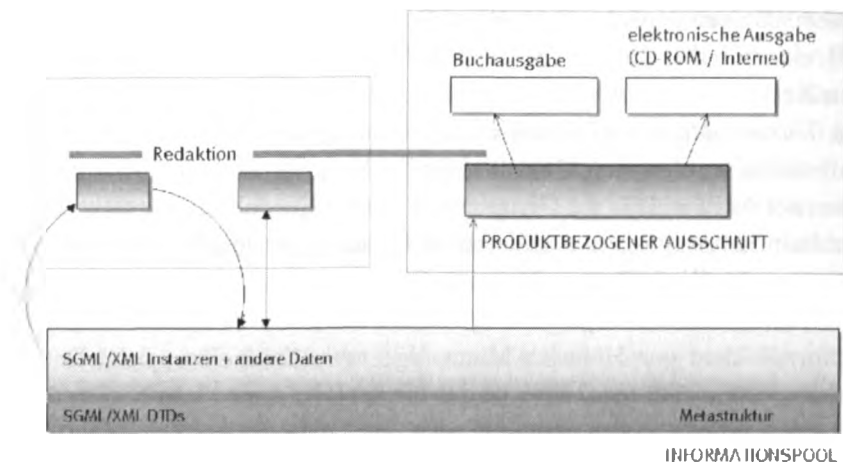 elektronische Ausgabe
Buchausgabe
(CD-ROM / Internet)
Redaktion
PRODUKTBEZOGENER AUSSCHNITT
SGML/XML Instanzen + andere Daten
SGML/XML DTDs
Metastruktur
INFORMATIONSPOOL